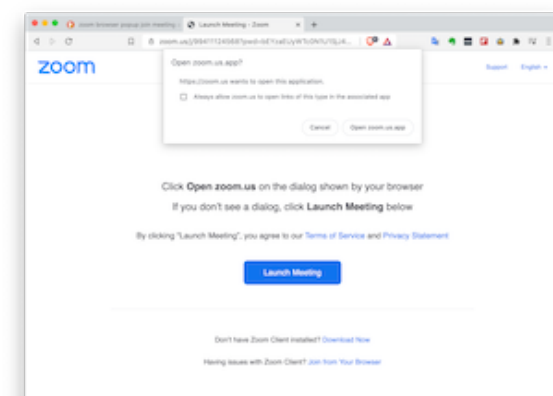 zoom browser popup join meeting
Launch Meeting - Zoom
zoom
Open zoom.us.app?
https://zoom.us wants to open this application.
Always allow zoom.us to open links of this type in the associated app
Cancel
Open zoom.us.app
Support
English
Click Open zoom.us on the dialog shown by your browser
If you don't see a dialog, click Launch Meeting below
By clicking "Launch Meeting", you agree to our Terms of Service and Privacy Statement
Launch Meeting
Don't have Zoom Client installed? Download Now
Having issues with Zoom Client? Join from Your Browser